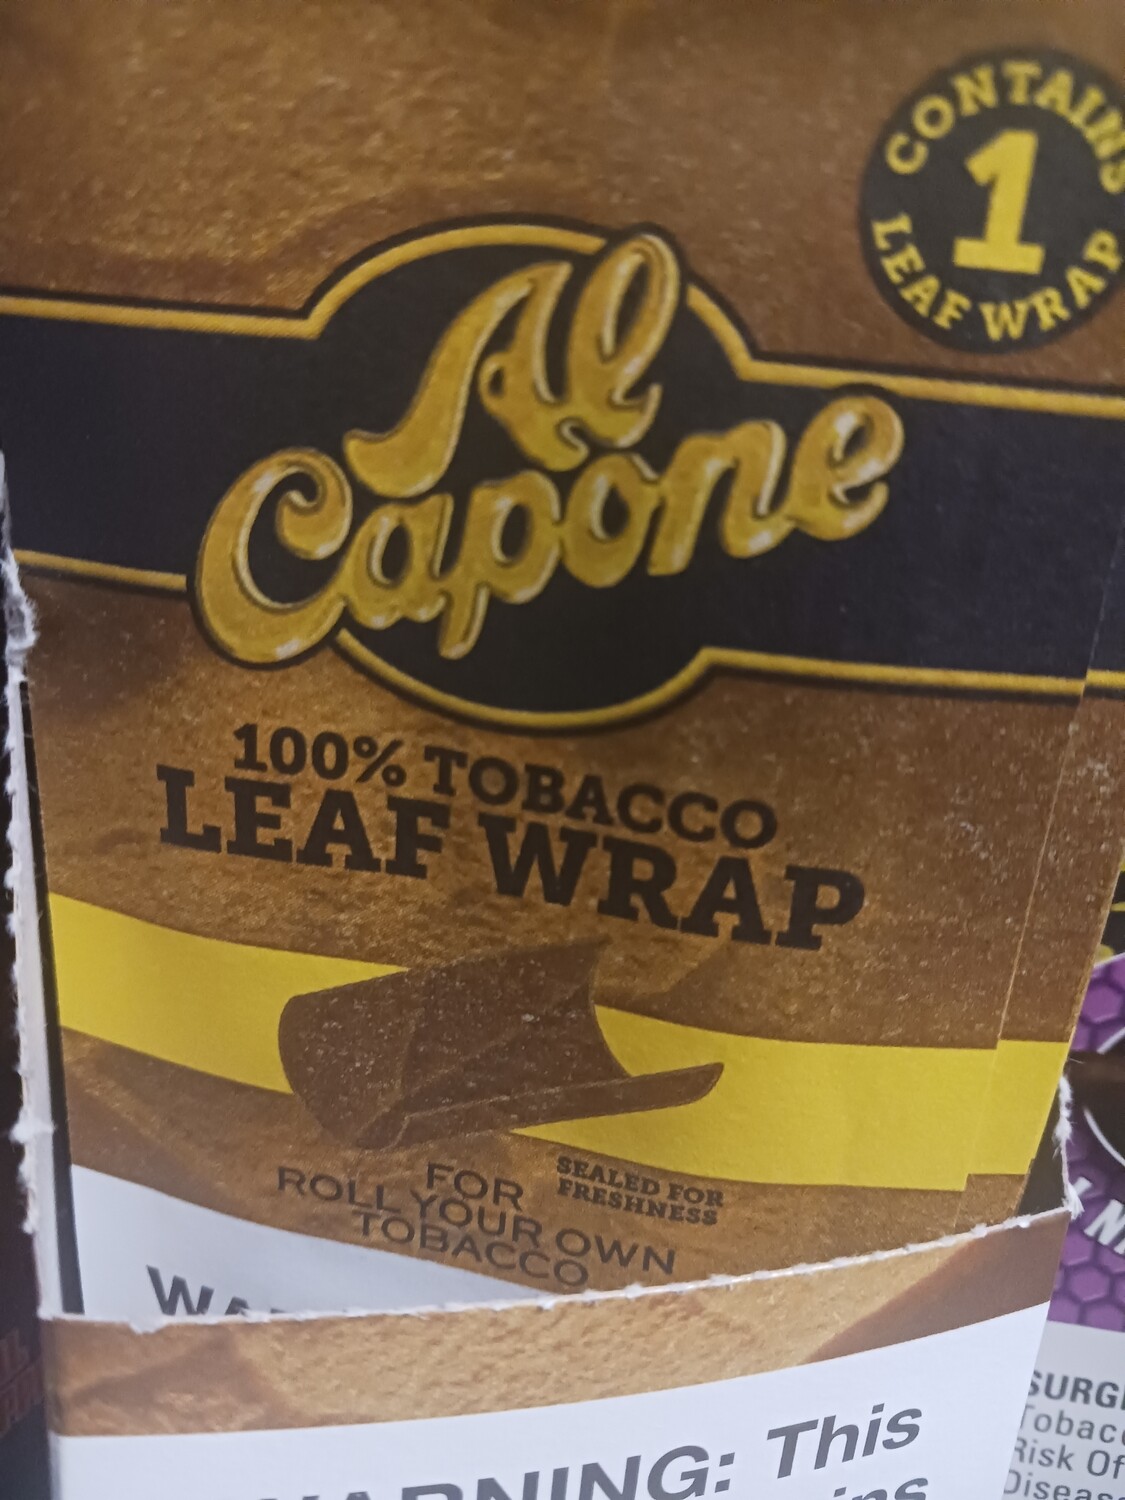 CONTAINS
1
LEAF WRAP
Al
Capone
100% TOBACCO
LEAF WRAP
FOR
ROLL YOUR OWN
TOBACCO
SEALED FOR
FRESHNESS
WARNING: This
SURG
Tobac
Risk Of
Diseas